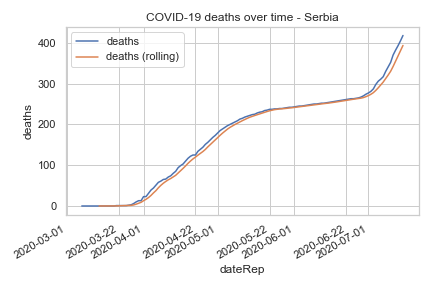 COVID-19 deaths over time - Serbia
deaths
deaths (rolling)
400
300
200
100
0
deaths
2020-03-01
2020-03-22
2020-04-01
2020-04-22
2020-05-01
2020-05-22
2020-06-01
2020-06-22
2020-07-01
dateRep